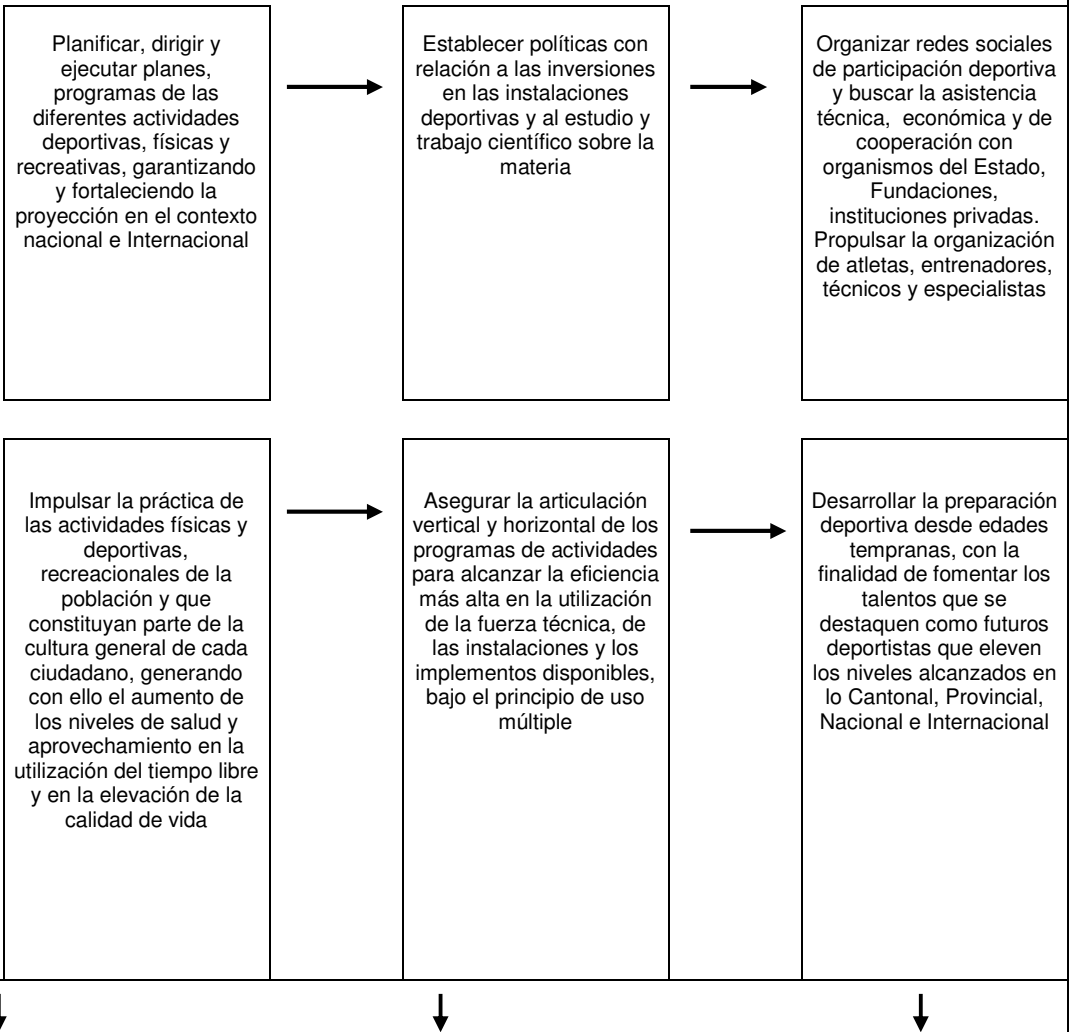 Planificar, dirigir y
ejecutar planes,
programas de las
diferentes actividades
deportivas, físicas y
recreativas, garantizando
y fortaleciendo la
proyección en el contexto
nacional e Internacional
Establecer políticas con
relación a las inversiones
en las instalaciones
deportivas y al estudio y
trabajo científico sobre la
materia
Organizar redes sociales
de participación deportiva
y buscar la asistencia
técnica, económica y de
cooperación con
organismos del Estado,
Fundaciones,
instituciones privadas.
Propulsar la organización
de atletas, entrenadores,
técnicos y especialistas
Impulsar la práctica de
las actividades físicas y
deportivas,
recreacionales de la
población y que
constituyan parte de la
cultura general de cada
ciudadano, generando
con ello el aumento de
los niveles de salud y
aprovechamiento en la
utilización del tiempo libre
y en la elevación de la
calidad de vida
Asegurar la articulación
vertical y horizontal de los
programas de actividades
para alcanzar la eficiencia
más alta en la utilización
de la fuerza técnica, de
las instalaciones y los
implementos disponibles,
bajo el principio de uso
múltiple
Desarrollar la preparación
deportiva desde edades
tempranas, con la
finalidad de fomentar los
talentos que se
destaquen como futuros
deportistas que eleven
los niveles alcanzados en
lo Cantonal, Provincial,
Nacional e Internacional